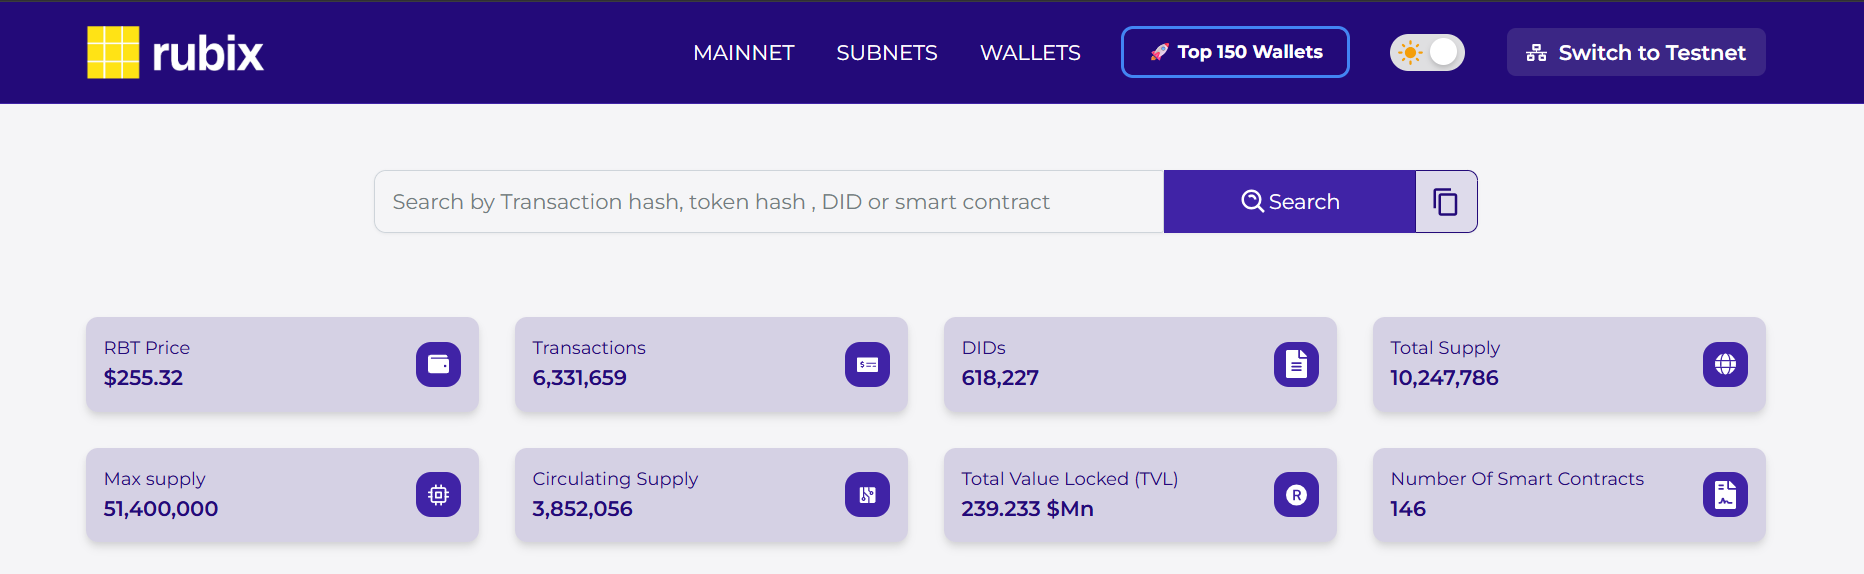 rubix
MAINNET
SUBNETS
WALLETS
Top 150 Wallets
Switch to Testnet
Search by Transaction hash, token hash , DID or smart contract
Search
RBT Price
$255.32
Transactions
6,331,659
DIDs
618,227
Total Supply
10,247,786
Max supply
51,400,000
Circulating Supply
3,852,056
Total Value Locked (TVL)
239.233 $Mn
R
Number Of Smart Contracts
146